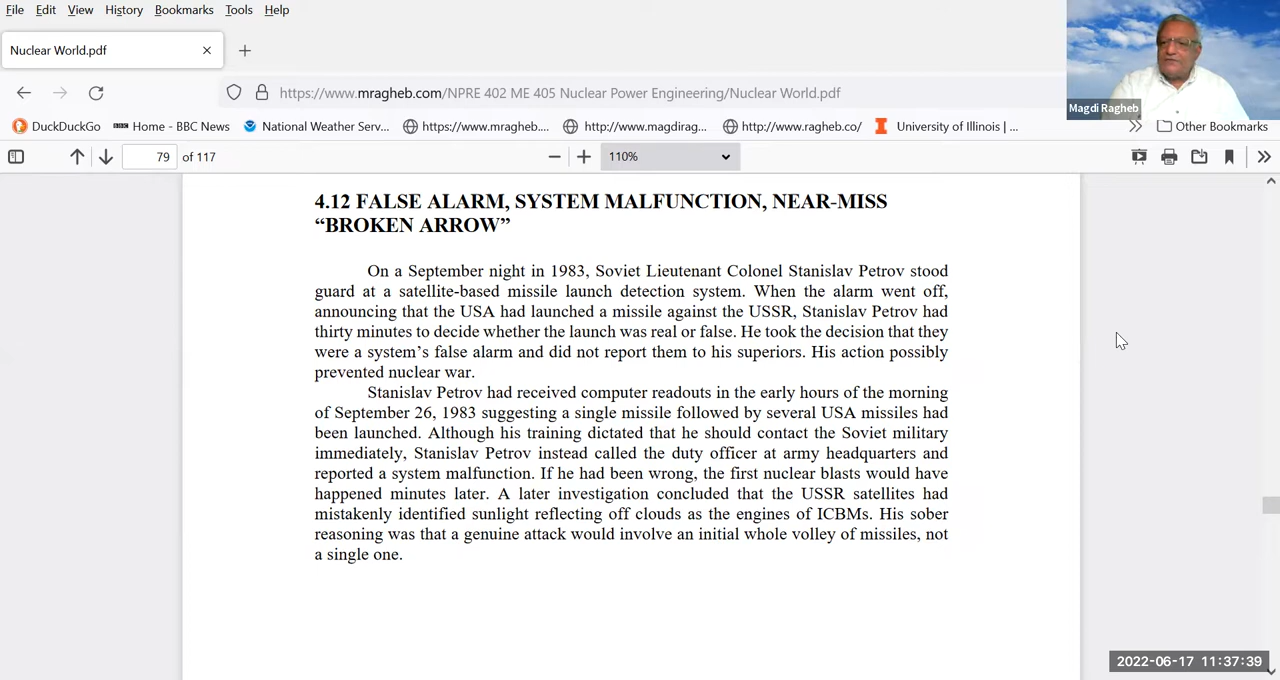 File Edit View History Bookmarks Tools Help
Nuclear World.pdf
https://www.mragheb.com/NPRE 402 ME 405 Nuclear Power Engineering/Nuclear World.pdf
Magdi Ragheb
DuckDuckGo BBC Home - BBC News National Weather Serv... https://www.mragheb.... http://www.magdirag... http://www.ragheb.co/ University of Illinois | ... Other Bookmarks
79 of 117 110%
4.12 FALSE ALARM, SYSTEM MALFUNCTION, NEAR-MISS
“BROKEN ARROW”
On a September night in 1983, Soviet Lieutenant Colonel Stanislav Petrov stood
guard at a satellite-based missile launch detection system. When the alarm went off,
announcing that the USA had launched a missile against the USSR, Stanislav Petrov had
thirty minutes to decide whether the launch was real or false. He took the decision that they
were a system’s false alarm and did not report them to his superiors. His action possibly
prevented nuclear war.
Stanislav Petrov had received computer readouts in the early hours of the morning
of September 26, 1983 suggesting a single missile followed by several USA missiles had
been launched. Although his training dictated that he should contact the Soviet military
immediately, Stanislav Petrov instead called the duty officer at army headquarters and
reported a system malfunction. If he had been wrong, the first nuclear blasts would have
happened minutes later. A later investigation concluded that the USSR satellites had
mistakenly identified sunlight reflecting off clouds as the engines of ICBMs. His sober
reasoning was that a genuine attack would involve an initial whole volley of missiles, not
a single one.
2022-06-17 11:37:39